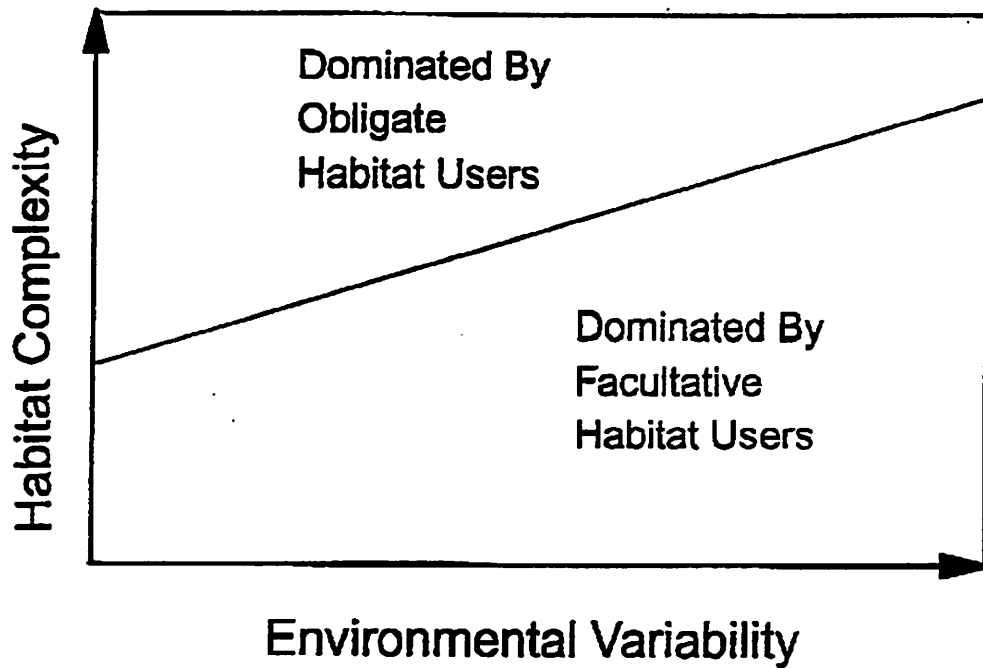 Dominated By
Obligate
Habitat Users
Habitat Complexity
Dominated By
Facultative
Habitat Users
Environmental Variability